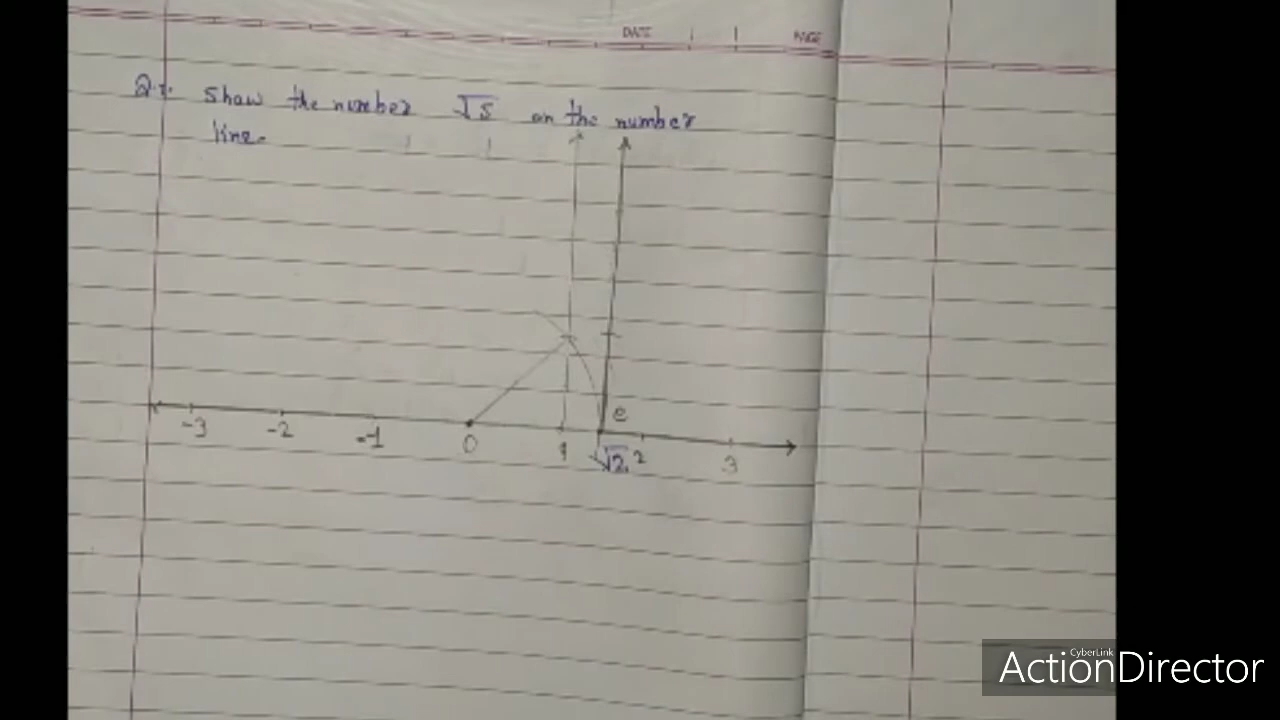 DATE PAGE
Q.1. Show the number √5 on the number
line.
e
-3 -2 -1 0 1 √2 2 3
CyberLink
ActionDirector